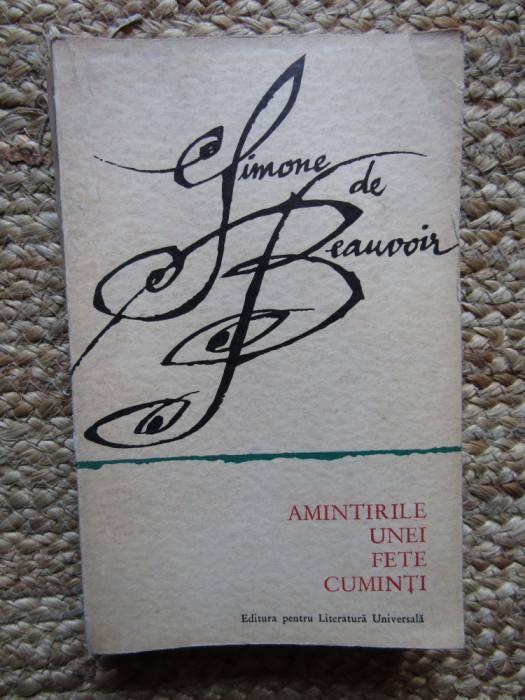 Simone
de
Beauvoir
AMINTIRILE
UNEI
FETE
CUMINȚI
Editura pentru Literatură Universală